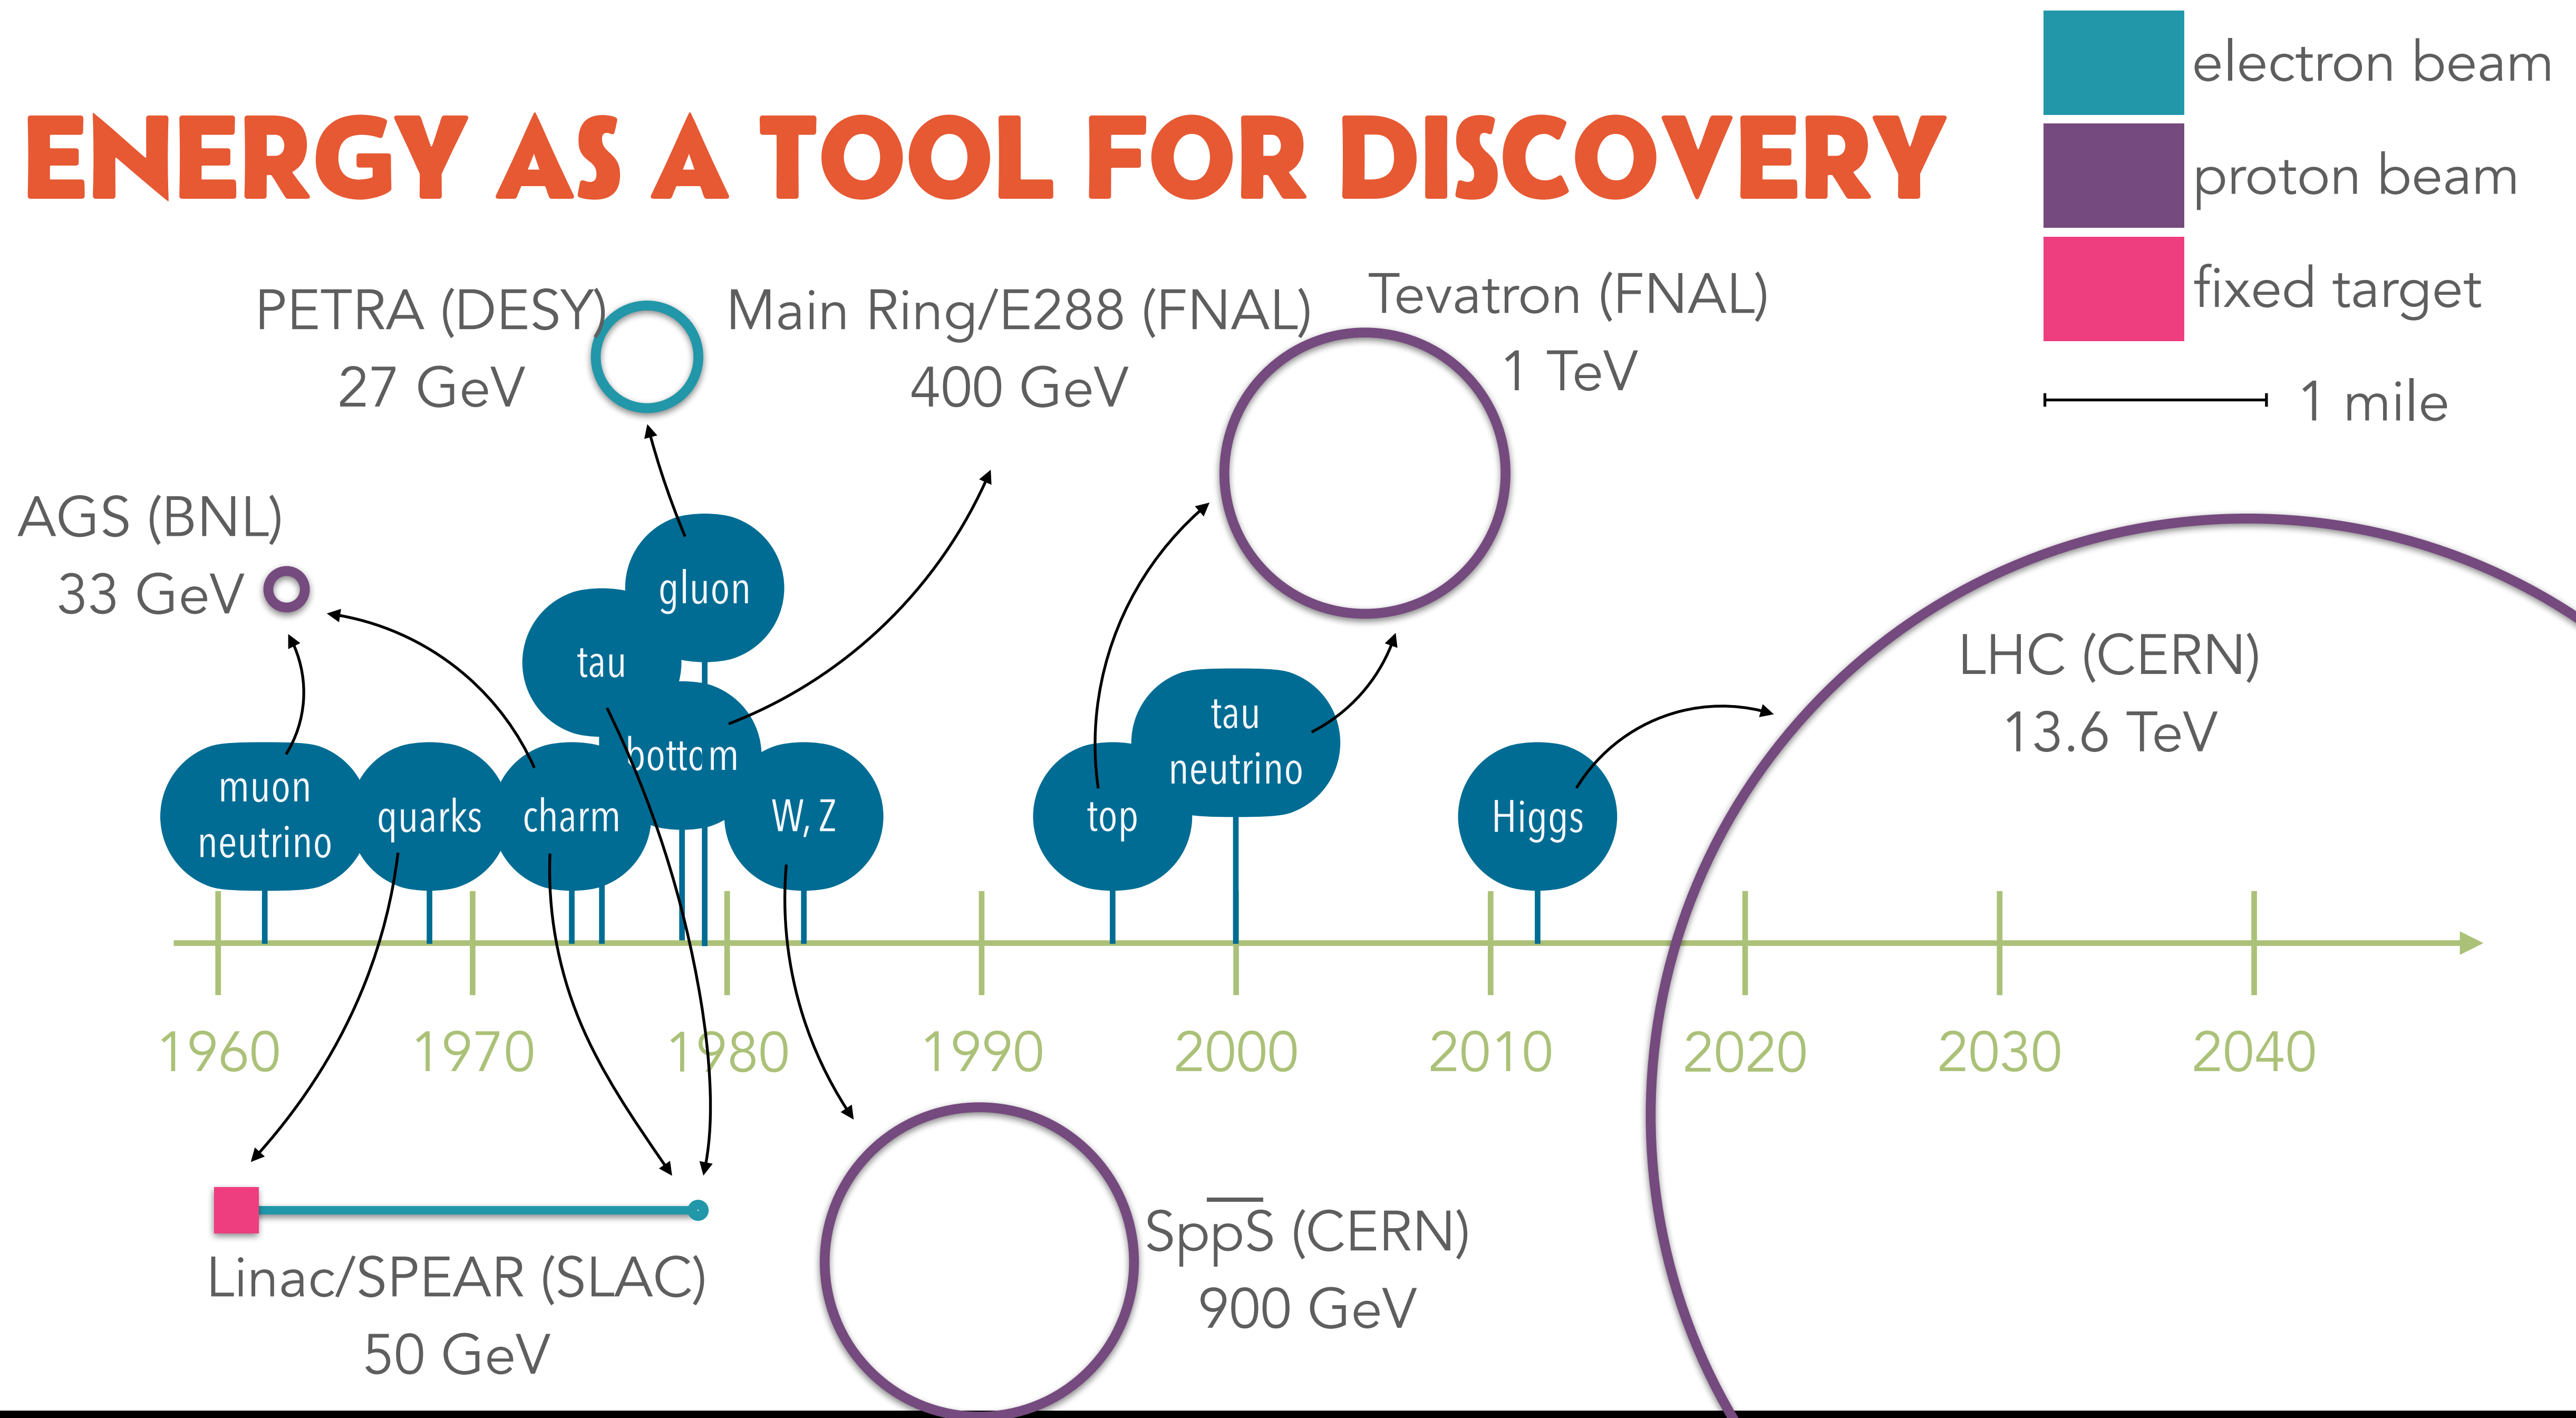 ENERGY AS A TOOL FOR DISCOVERY
electron beam
proton beam
fixed target
1 mile
PETRA (DESY)
27 GeV
Main Ring/E288 (FNAL)
400 GeV
Tevatron (FNAL)
1 TeV
AGS (BNL)
33 GeV
LHC (CERN)
13.6 TeV
gluon
tau
bottom
muon
neutrino
quarks
charm
W, Z
top
tau
neutrino
Higgs
1960
1970
1980
1990
2000
2010
2020
2030
2040
Linac/SPEAR (SLAC)
50 GeV
Spp̅S (CERN)
900 GeV